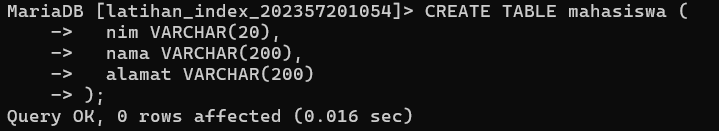 MariaDB [latihan_index_202357201054]> CREATE TABLE mahasiswa (
    ->   nim VARCHAR(20),
    ->   nama VARCHAR(200),
    ->   alamat VARCHAR(200)
    -> );
Query OK, 0 rows affected (0.016 sec)